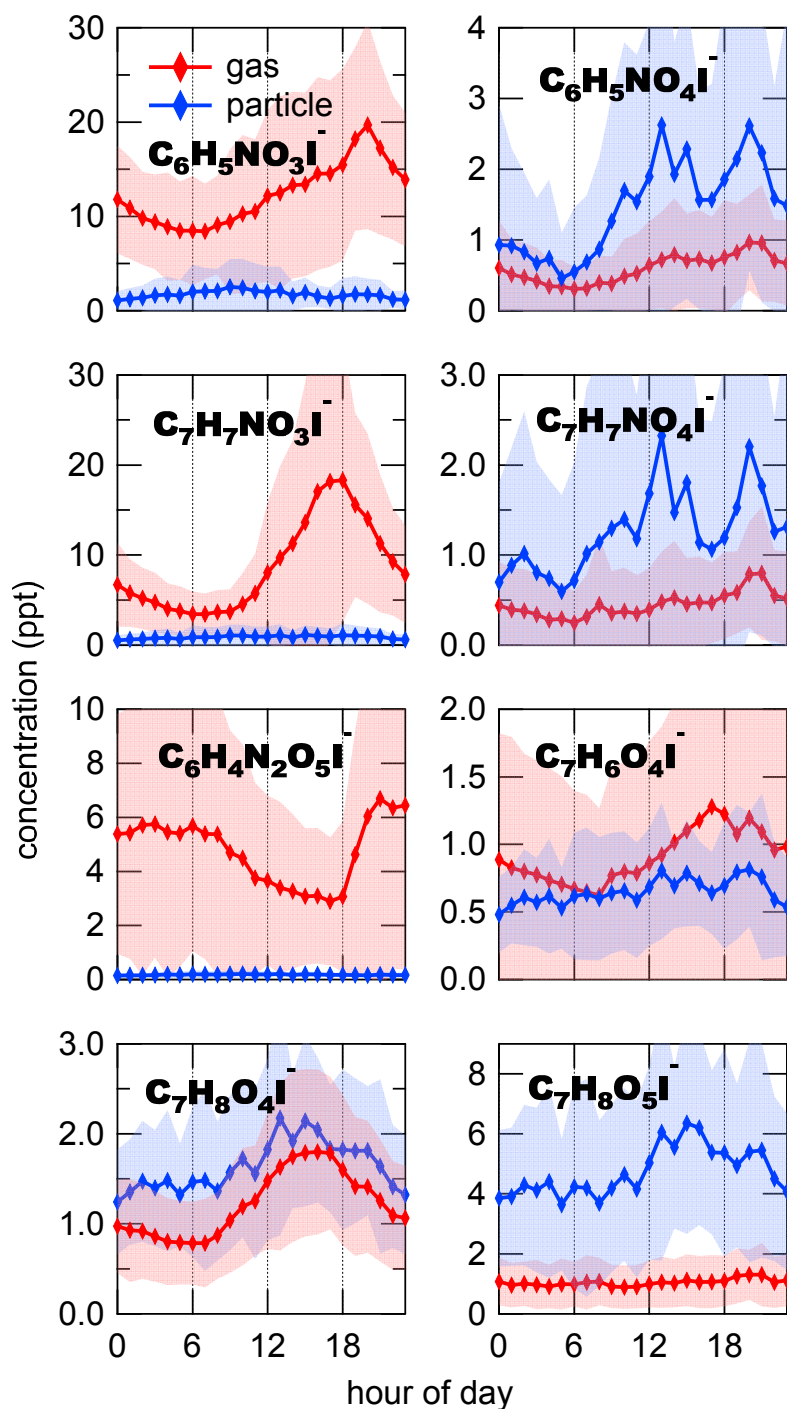 30
20
10
0
gas
particle
C6H5NO3I-
4
3
2
1
0
C6H5NO4I-
30
20
10
0
C7H7NO3I-
3.0
2.0
1.0
0.0
C7H7NO4I-
concentration (ppt)
10
8
6
4
2
0
C6H4N2O5I-
2.0
1.5
1.0
0.5
0.0
C7H6O4I-
3.0
2.0
1.0
0.0
C7H8O4I-
8
6
4
2
0
C7H8O5I-
0 6 12 18
0 6 12 18
hour of day